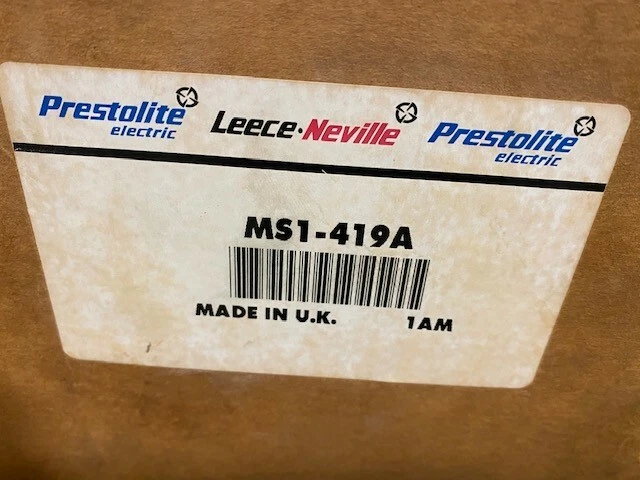 Prestolite electric Leece-Neville Prestolite electric
MS1-419A
MADE IN U.K. 1AM